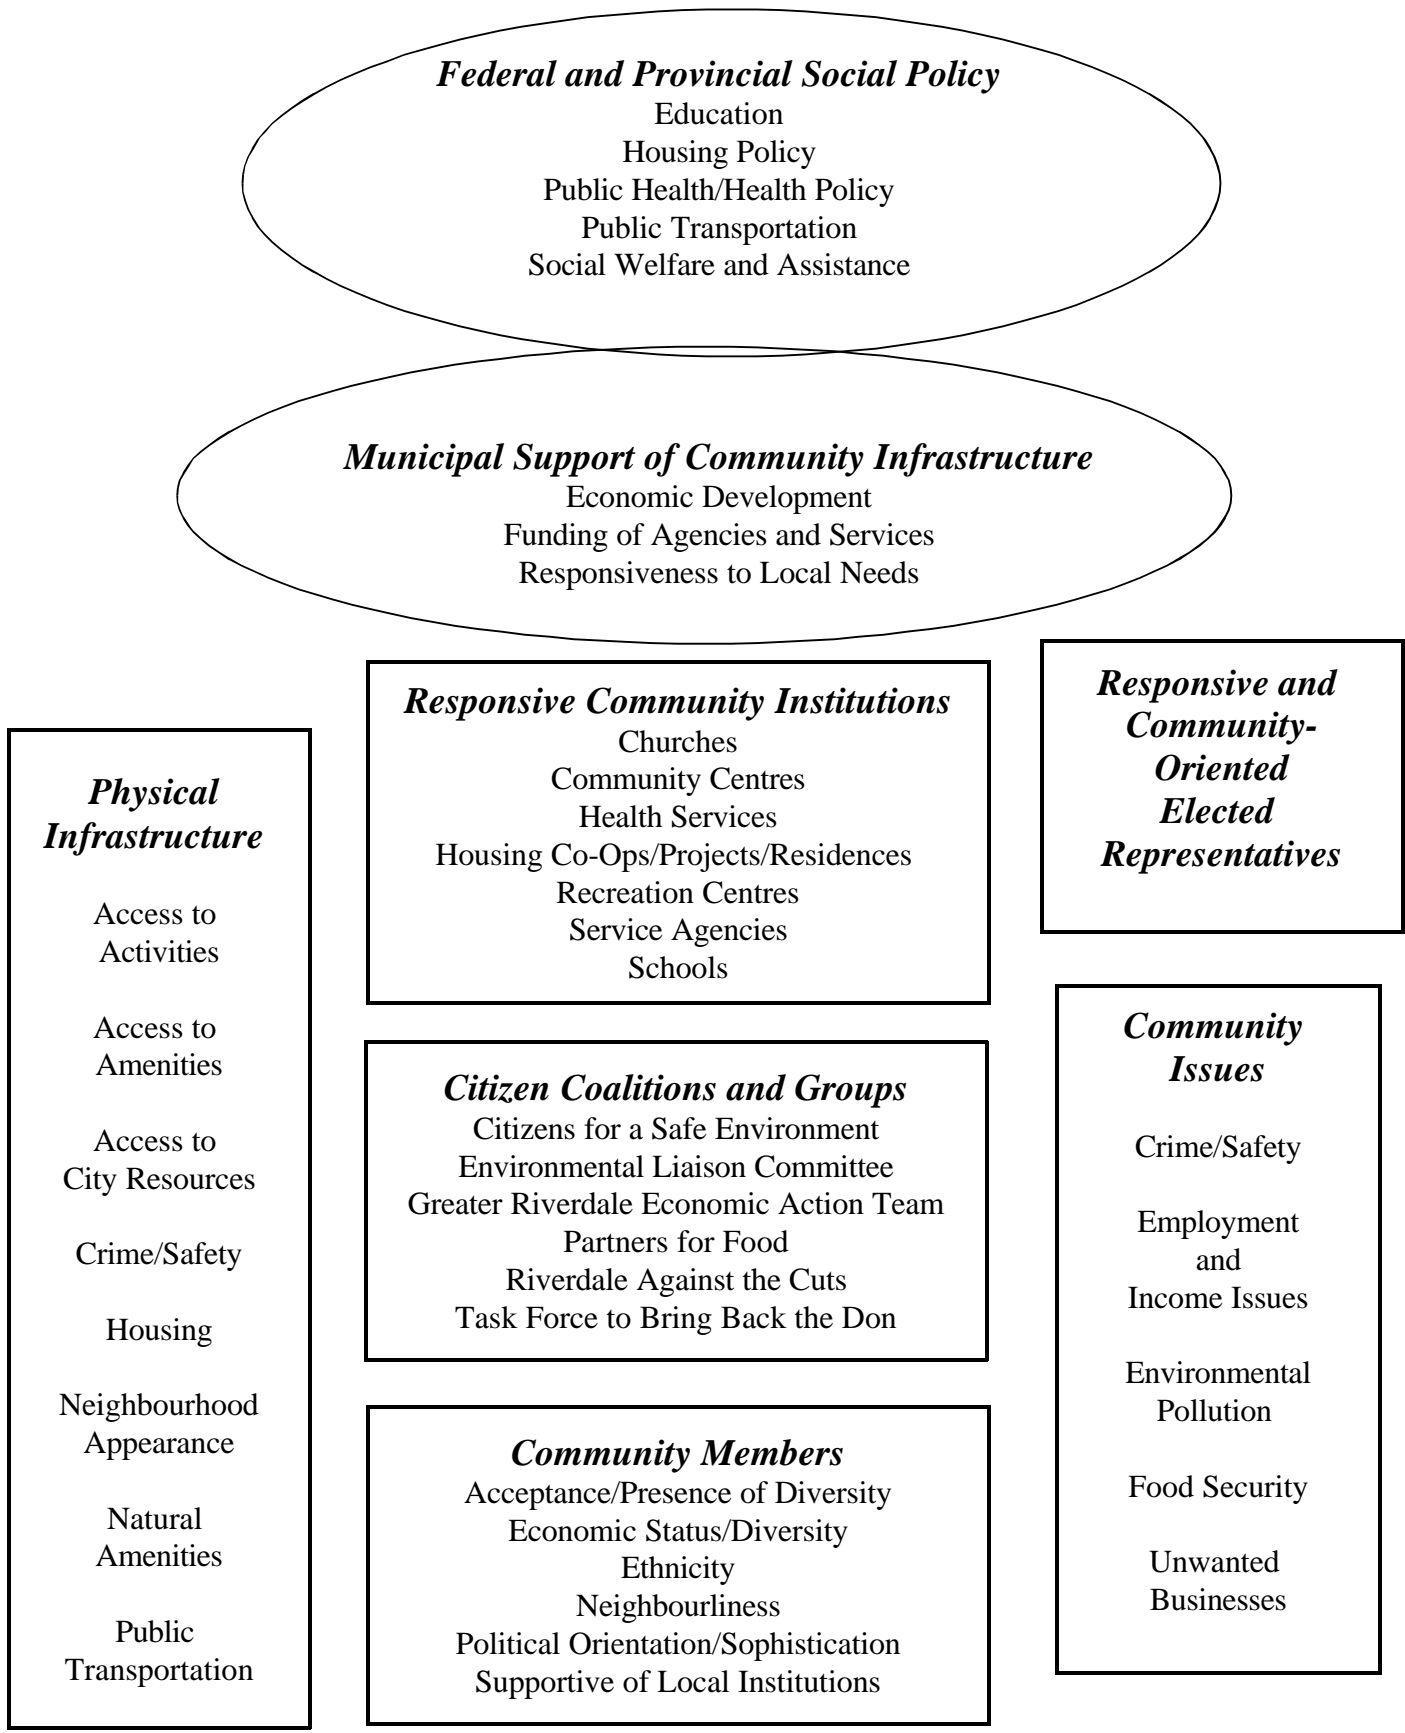 Federal and Provincial Social Policy
Education
Housing Policy
Public Health/Health Policy
Public Transportation
Social Welfare and Assistance
Municipal Support of Community Infrastructure
Economic Development
Funding of Agencies and Services
Responsiveness to Local Needs
Physical
Infrastructure
Access to
Activities
Access to
Amenities
Access to
City Resources
Crime/Safety
Housing
Neighbourhood
Appearance
Natural
Amenities
Public
Transportation
Responsive Community Institutions
Churches
Community Centres
Health Services
Housing Co-Ops/Projects/Residences
Recreation Centres
Service Agencies
Schools
Citizen Coalitions and Groups
Citizens for a Safe Environment
Environmental Liaison Committee
Greater Riverdale Economic Action Team
Partners for Food
Riverdale Against the Cuts
Task Force to Bring Back the Don
Community Members
Acceptance/Presence of Diversity
Economic Status/Diversity
Ethnicity
Neighbourliness
Political Orientation/Sophistication
Supportive of Local Institutions
Responsive and
Community-
Oriented
Elected
Representatives
Community
Issues
Crime/Safety
Employment
and
Income Issues
Environmental
Pollution
Food Security
Unwanted
Businesses